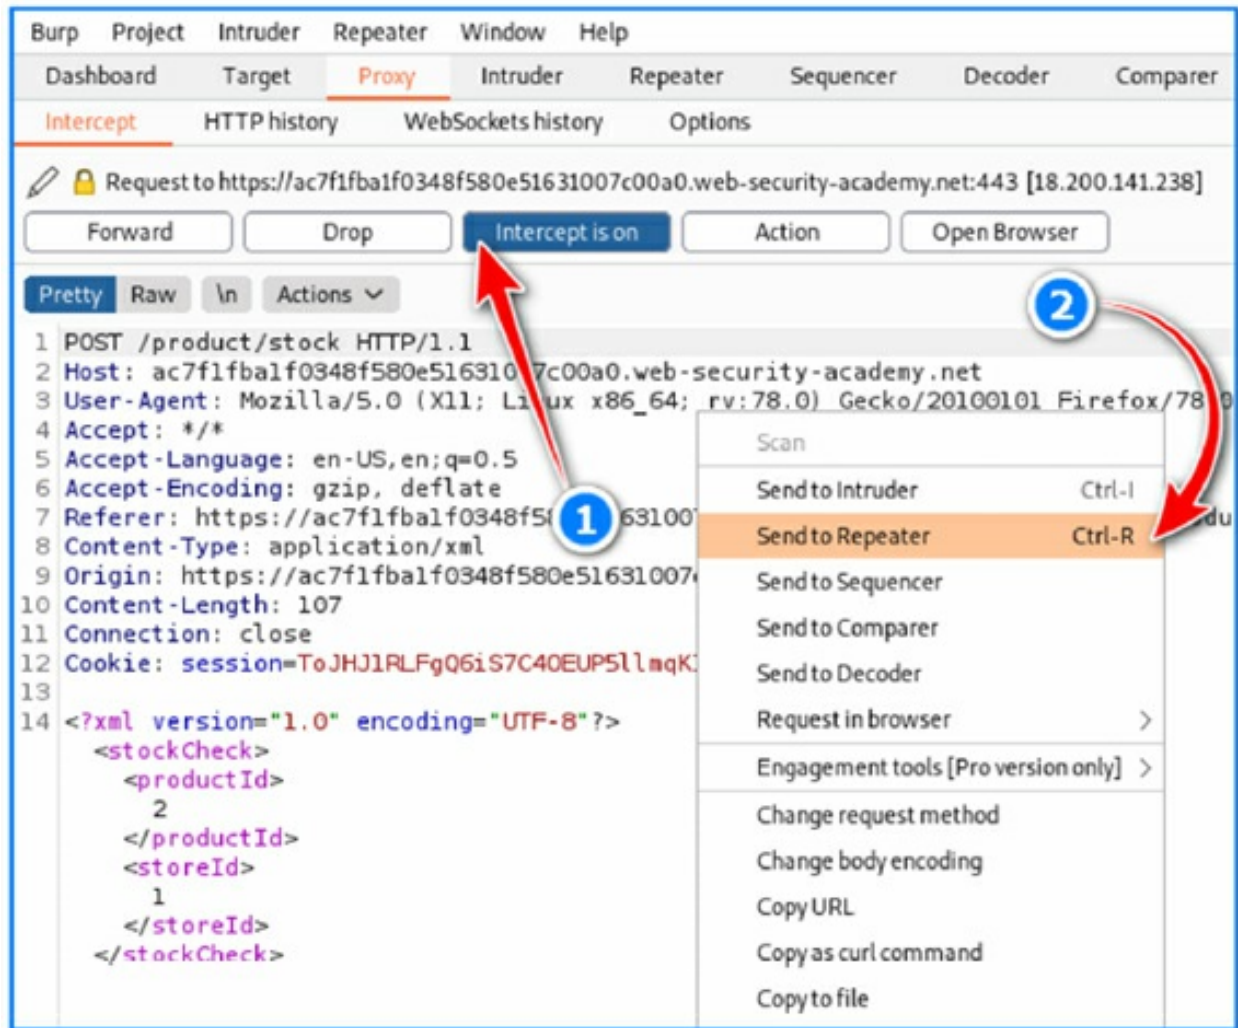 Burp Project Intruder Repeater Window Help
Dashboard Target Proxy Intruder Repeater Sequencer Decoder Comparer
Intercept HTTP history WebSockets history Options
Request to https://ac7f1fba1f0348f580e51631007c00a0.web-security-academy.net:443 [18.200.141.238]
Forward Drop Intercept is on Action Open Browser
Pretty Raw \n Actions
2
1 POST /product/stock HTTP/1.1
2 Host: ac7f1fba1f0348f580e51631007c00a0.web-security-academy.net
3 User-Agent: Mozilla/5.0 (X11; Linux x86_64; rv:78.0) Gecko/20100101 Firefox/78.0
4 Accept: */*
5 Accept-Language: en-US,en;q=0.5
6 Accept-Encoding: gzip, deflate
7 Referer: https://ac7f1fba1f0348f5
8 Content-Type: application/xml
9 Origin: https://ac7f1fba1f0348f580e51631007
10 Content-Length: 107
11 Connection: close
12 Cookie: session=ToJHJ1RLFgQ6iS7C4OEUP5llmqK
13
14 <?xml version="1.0" encoding="UTF-8"?>
<stockCheck>
<productId>
2
</productId>
<storeId>
1
</storeId>
</stockCheck>
1
Scan
Send to Intruder Ctrl-I
Send to Repeater Ctrl-R
Send to Sequencer
Send to Comparer
Send to Decoder
Request in browser
Engagement tools [Pro version only]
Change request method
Change body encoding
Copy URL
Copy as curl command
Copy to file